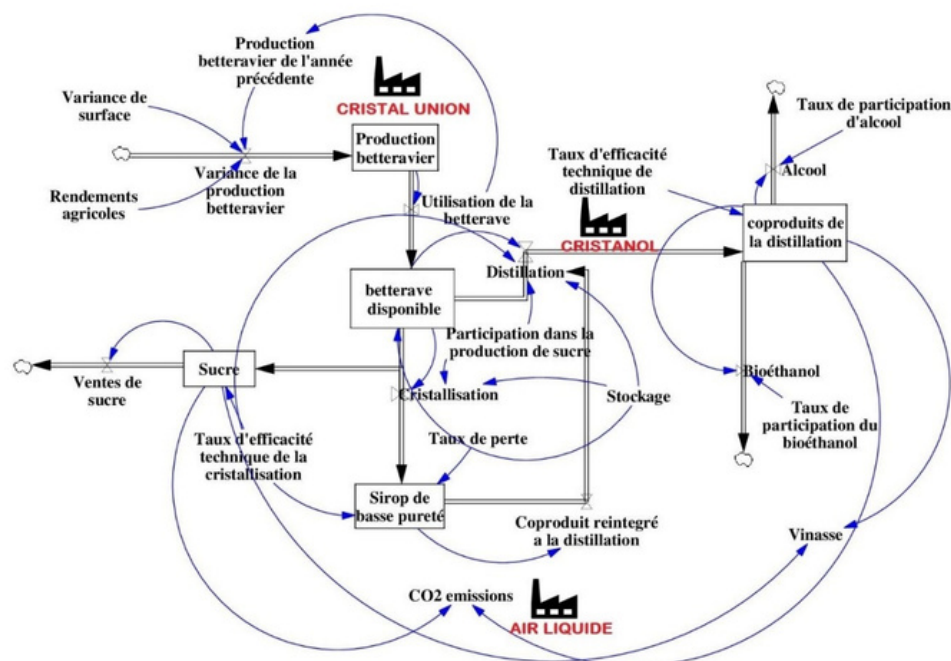 Production
betteravier de l'année
précédente
CRISTAL UNION
Variance de
surface
Production
betteravier
Variance de la
production
betteravier
Rendements
agricoles
Utilisation de la
betterave
Taux d'efficacité
technique de
distillation
Taux de participation
d'alcool
Alcool
CRISTANOL
coproduits de
la distillation
Distillation
betterave
disponible
Participation dans la
production de sucre
Ventes de
sucre
Sucre
Cristallisation
Stockage
Bioéthanol
Taux de
participation du
bioéthanol
Taux d'efficacité
technique de la
cristallisation
Taux de perte
Sirop de
basse pureté
Coproduit reintegré
a la distillation
Vinasse
CO2 emissions
AIR LIQUIDE